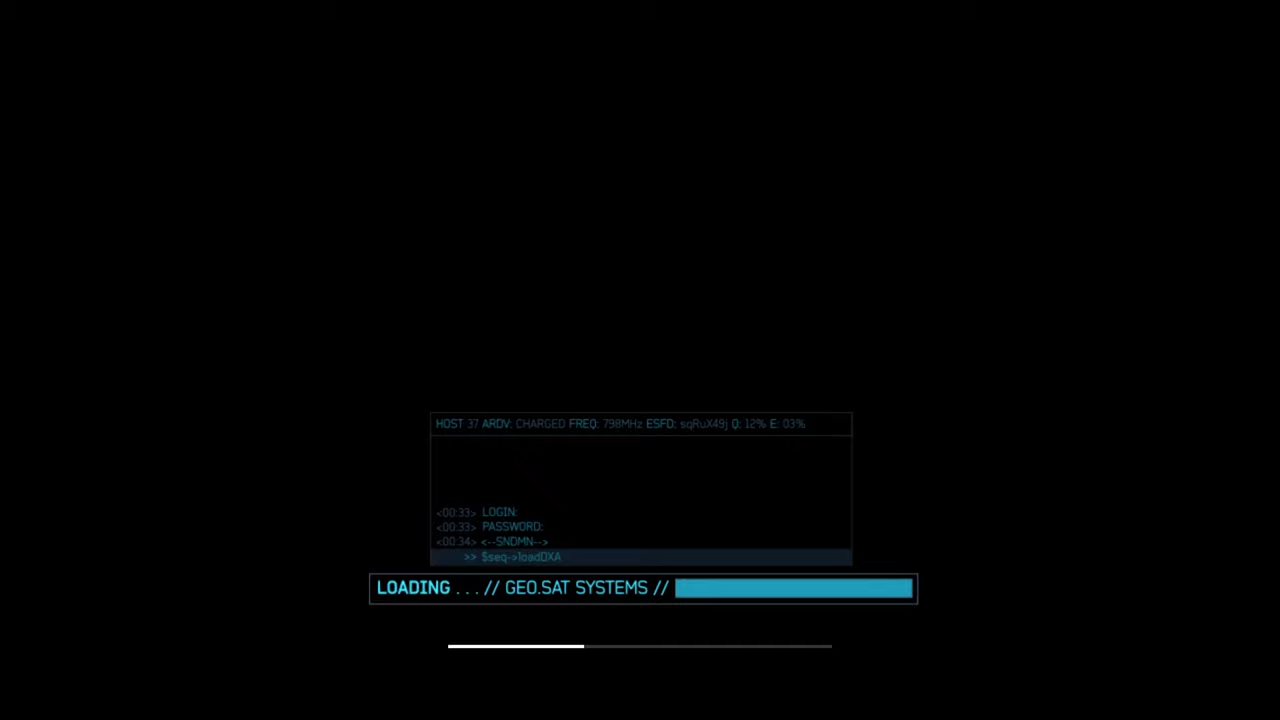 HOST 37 ARDV: CHARGED FREQ: 798MHz ESFD: sqRuX49j Q: 12% E: 03%
<00:33> LOGIN:
<00:33> PASSWORD:
<00:34> <--SNDMN-->
>> $seq->loadDXA
LOADING . . . // GEO.SAT SYSTEMS //